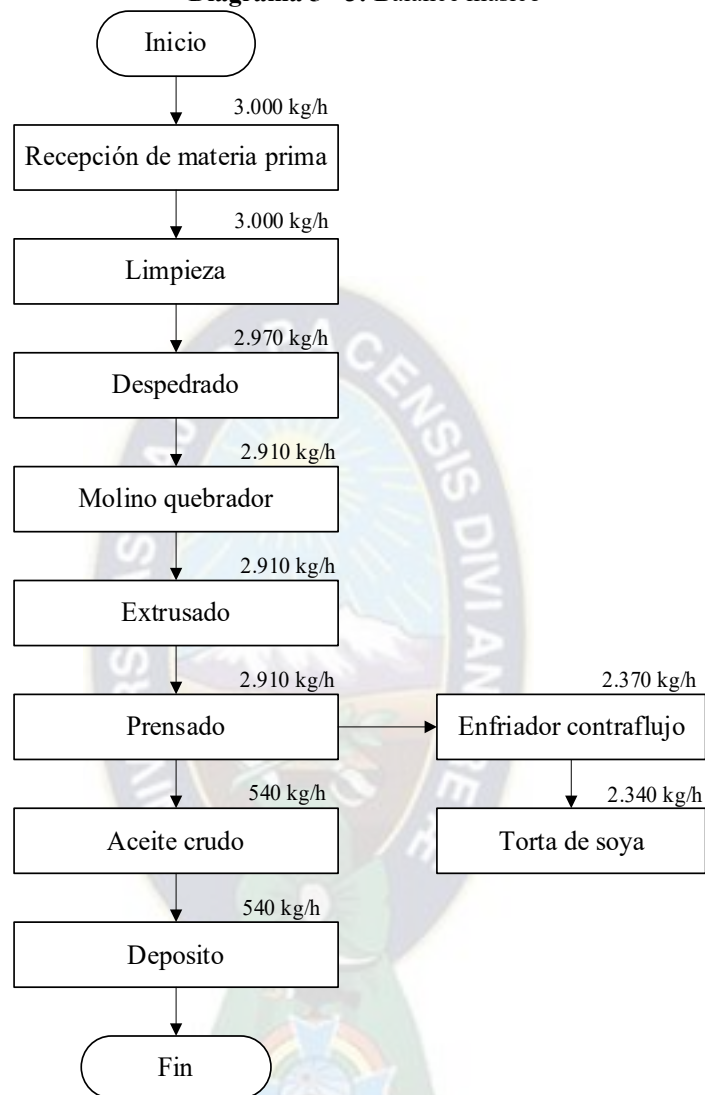 Diagrama 3 - 3: Balance másico
Inicio
3.000 kg/h
Recepción de materia prima
3.000 kg/h
Limpieza
2.970 kg/h
Despedrado
2.910 kg/h
Molino quebrador
2.910 kg/h
Extrusado
2.910 kg/h
Prensado
2.370 kg/h
Enfriador contraflujo
540 kg/h
Aceite crudo
2.340 kg/h
Torta de soya
540 kg/h
Deposito
Fin